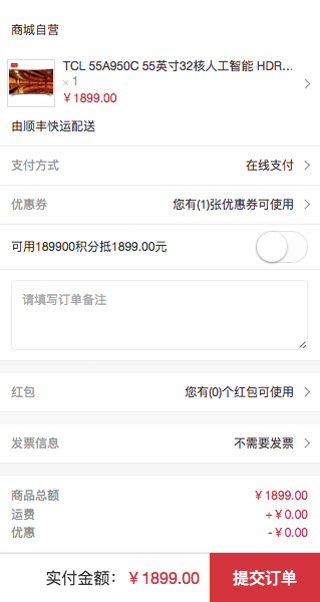 商城自营
TCL 55A950C 55英寸32核人工智能 HDR...
× 1
￥1899.00
由顺丰快运配送
支付方式 在线支付
优惠券 您有(1)张优惠券可使用
可用189900积分抵1899.00元
请填写订单备注
红包 您有(0)个红包可使用
发票信息 不需要发票
商品总额 ￥1899.00
运费 +￥0.00
优惠 -￥0.00
实付金额：￥1899.00 提交订单